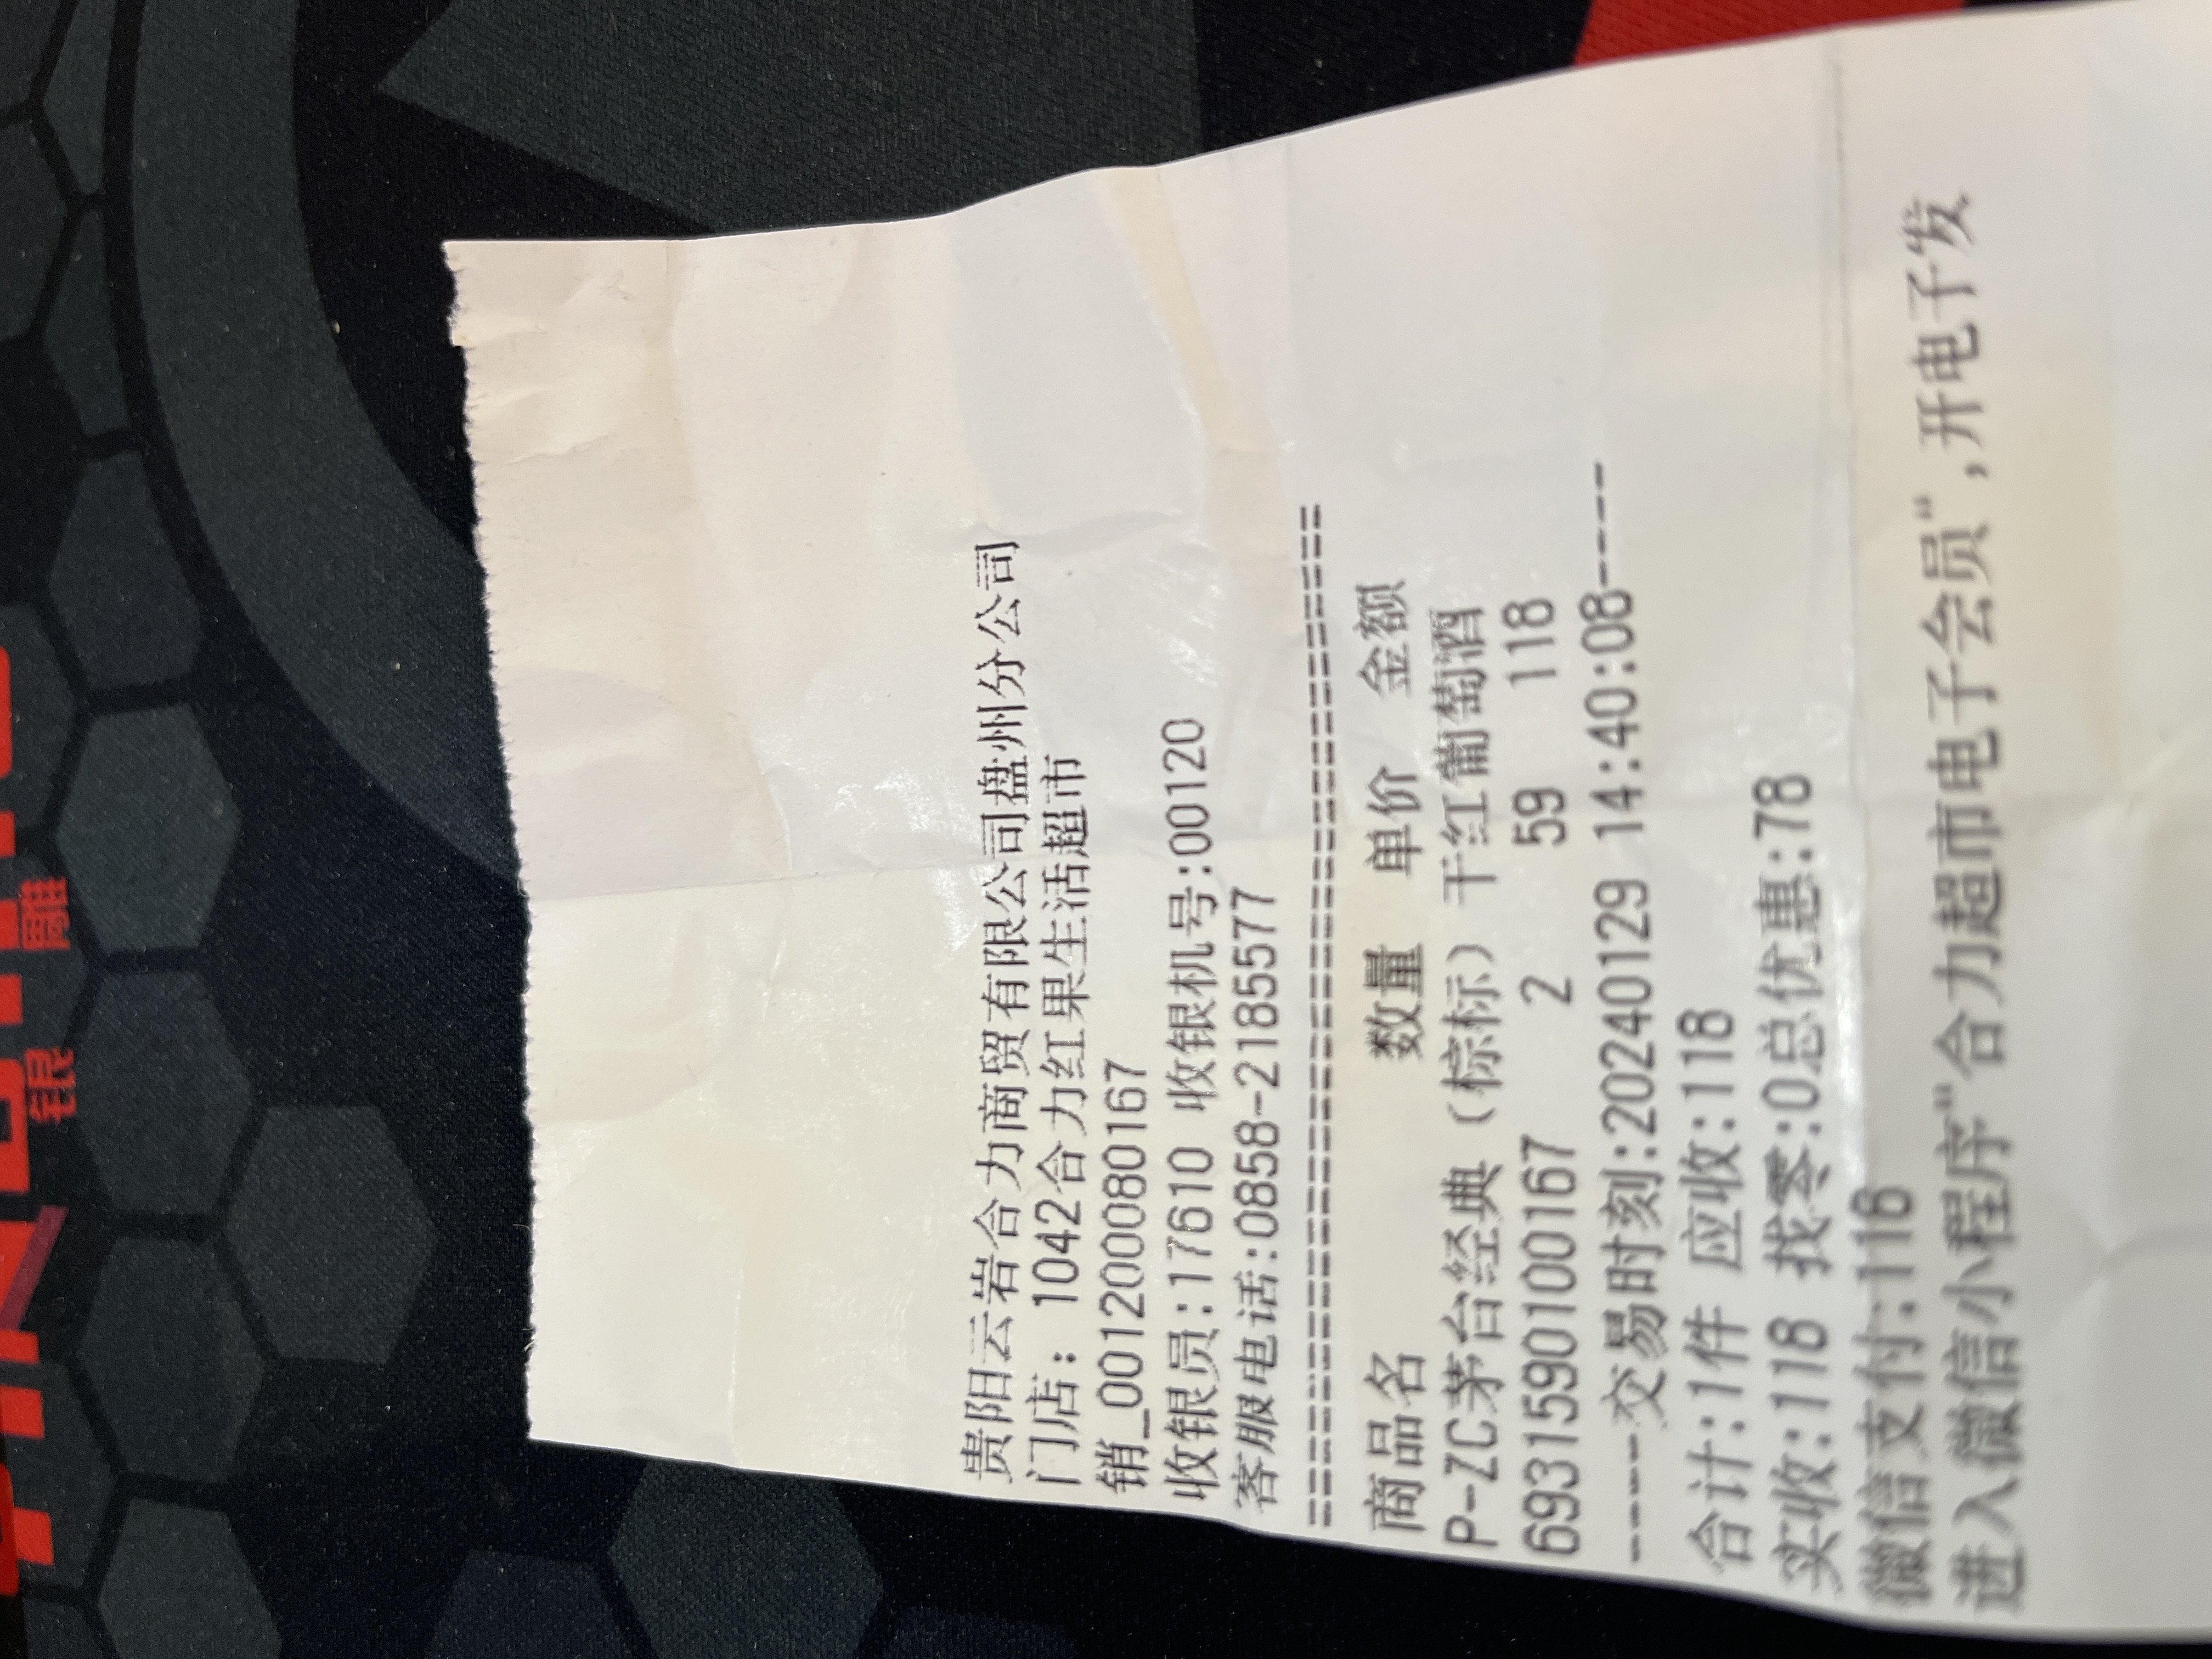 贵阳云岩合力商贸有限公司盘州分公司
门店：1042合力红果生活超市
销_0012000080167
收银员:17610 收银机号:00120
客服电话:0858-2185577
================================
商品名 数量 单价 金额
P-ZC茅台经典（棕标）干红葡萄酒
6931590100167 2 59 118
-----交易时刻:20240129 14:40:08----
合计:1件 应收:118
实收:118 找零:0总优惠:78
微信支付:118
进入微信小程序"合力超市电子会员",开电子发
银 雕